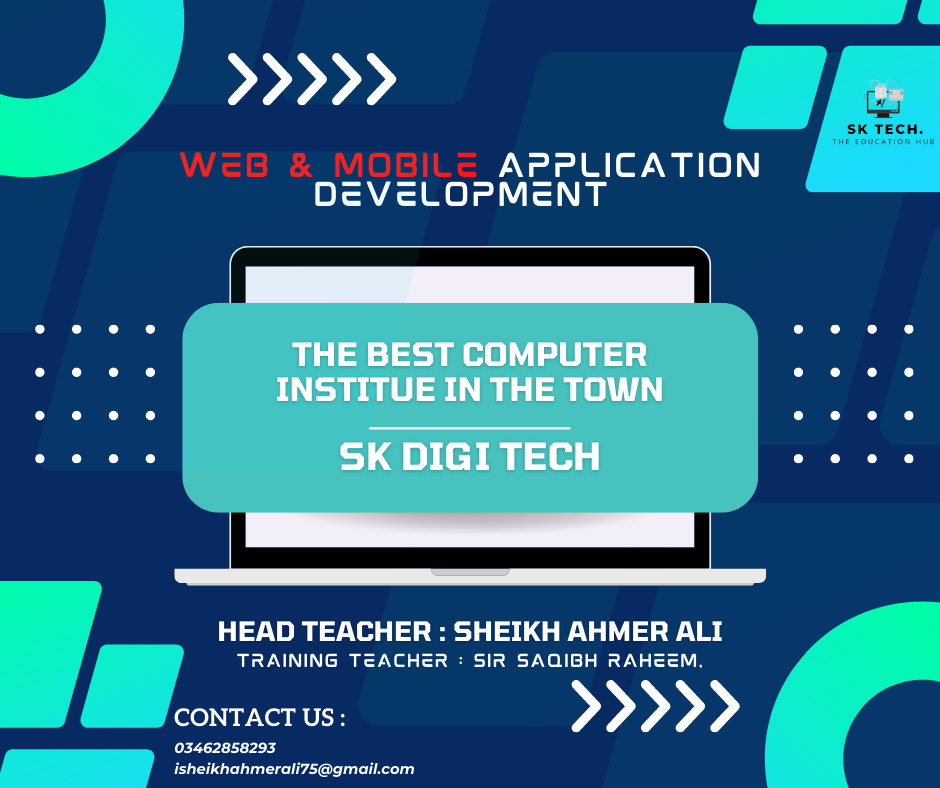 SK TECH.
THE EDUCATION HUB
WEB & MOBILE APPLICATION
DEVELOPMENT
THE BEST COMPUTER
INSTITUE IN THE TOWN
SK DIGI TECH
HEAD TEACHER : SHEIKH AHMER ALI
TRAINING TEACHER : SIR SAQIBH RAHEEM,
CONTACT US :
03462858293
isheikhahmerali75@gmail.com